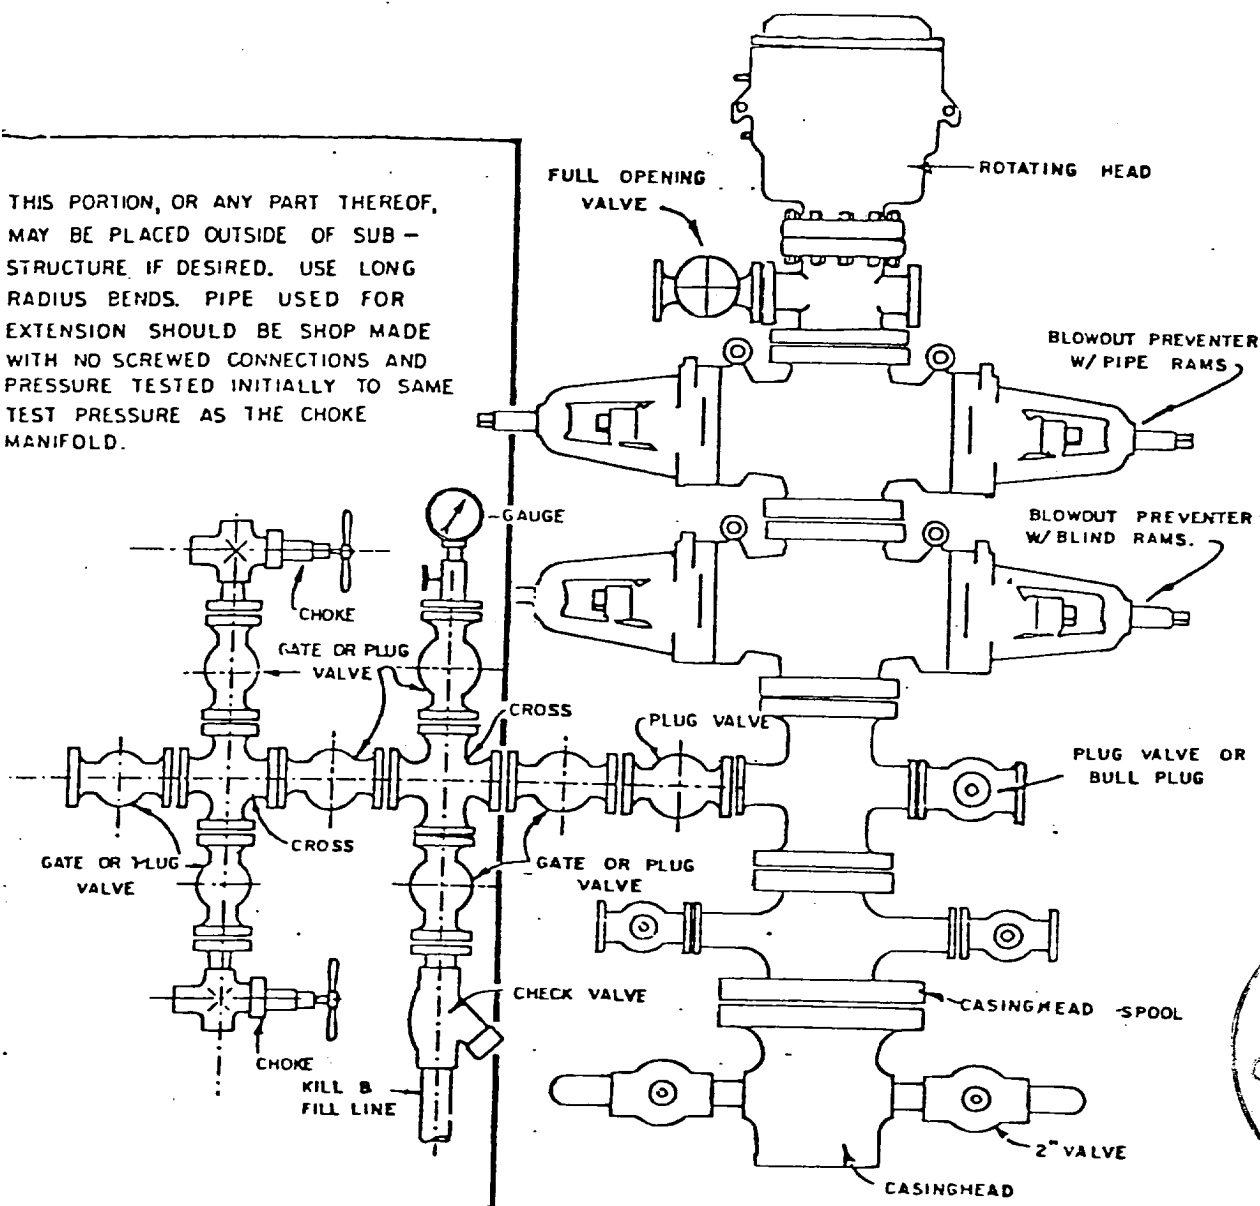 THIS PORTION, OR ANY PART THEREOF,
MAY BE PLACED OUTSIDE OF SUB-
STRUCTURE IF DESIRED. USE LONG
RADIUS BENDS. PIPE USED FOR
EXTENSION SHOULD BE SHOP MADE
WITH NO SCREWED CONNECTIONS AND
PRESSURE TESTED INITIALLY TO SAME
TEST PRESSURE AS THE CHOKE
MANIFOLD.
ROTATING HEAD
FULL OPENING
VALVE
BLOWOUT PREVENTER
W/ PIPE RAMS
GAUGE
BLOWOUT PREVENTER
W/ BLIND RAMS.
CHOKE
GATE OR PLUG
VALVE
CROSS
PLUG VALVE
PLUG VALVE OR
BULL PLUG
CROSS
GATE OR PLUG
VALVE
GATE OR PLUG
VALVE
CHECK VALVE
CASINGHEAD SPOOL
CHOKE
KILL &
FILL LINE
2" VALVE
CASINGHEAD